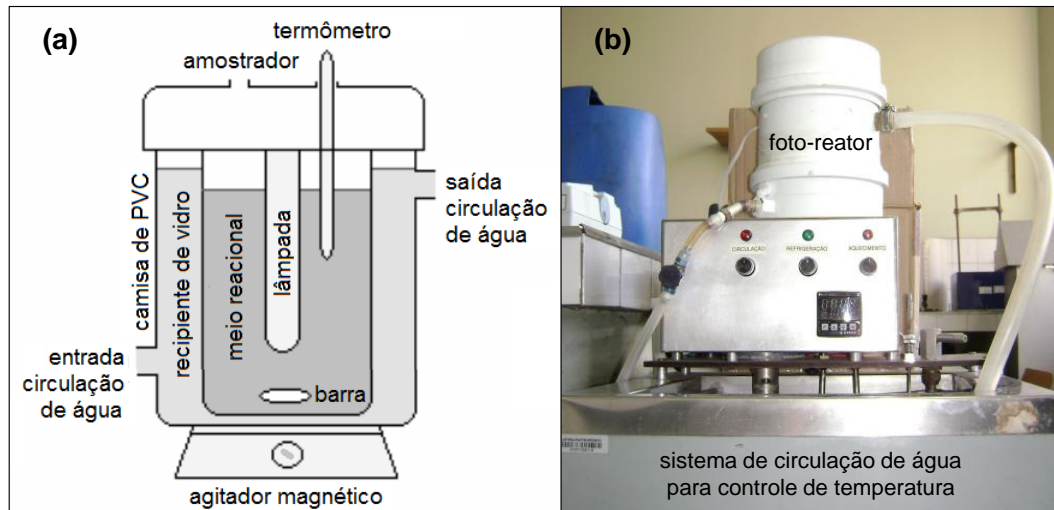 (a)
termômetro
amostrador
camisa de PVC
recipiente de vidro
meio reacional
lâmpada
saída
circulação
de água
entrada
circulação
de água
barra
agitador magnético
(b)
foto-reator
CIRCULAÇÃO
REFRIGERAÇÃO
AQUECIMENTO
sistema de circulação de água
para controle de temperatura